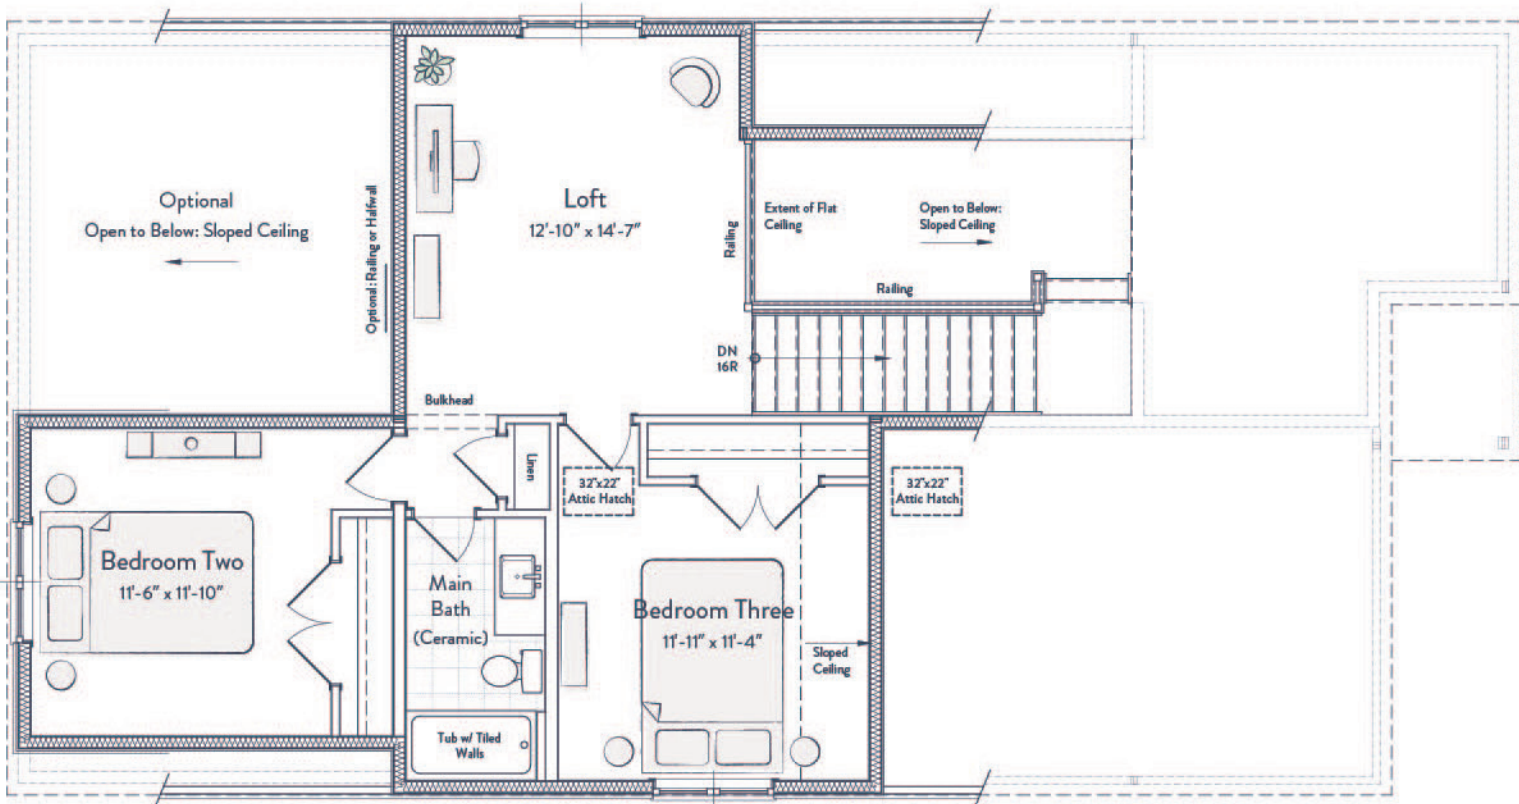 Optional
Open to Below: Sloped Ceiling
Optional: Railing or Halfwall
Loft
12'-10" x 14'-7"
Railing
Extent of Flat
Ceiling
Open to Below:
Sloped Ceiling
Railing
DN
16R
Bulkhead
Linen
32"x22"
Attic Hatch
32"x22"
Attic Hatch
Bedroom Two
11'-6" x 11'-10"
Main
Bath
(Ceramic)
Bedroom Three
11'-11" x 11'-4"
Sloped
Ceiling
Tub w/ Tiled
Walls